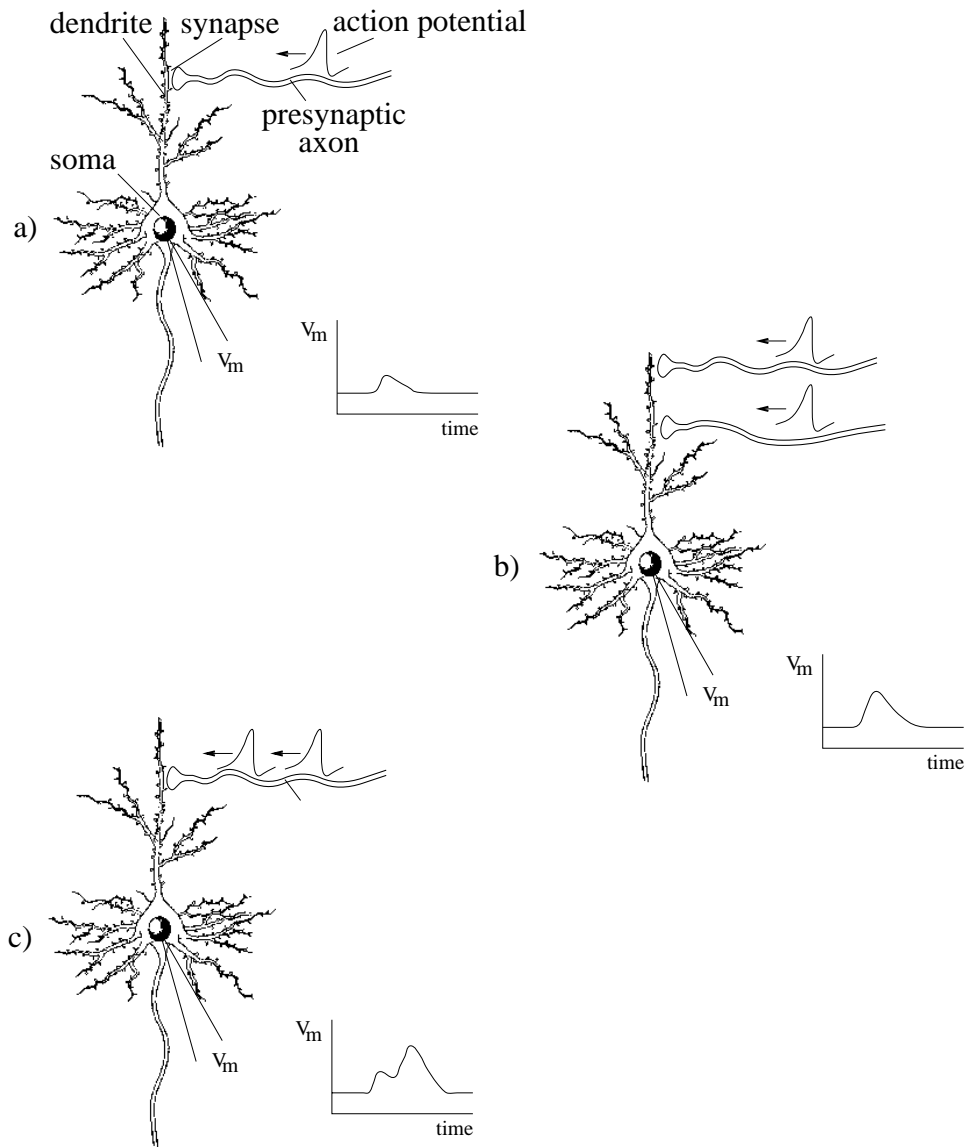 dendrite synapse action potential
presynaptic
axon
soma
a)
Vm
Vm
time
b)
Vm
Vm
time
c)
Vm
Vm
time